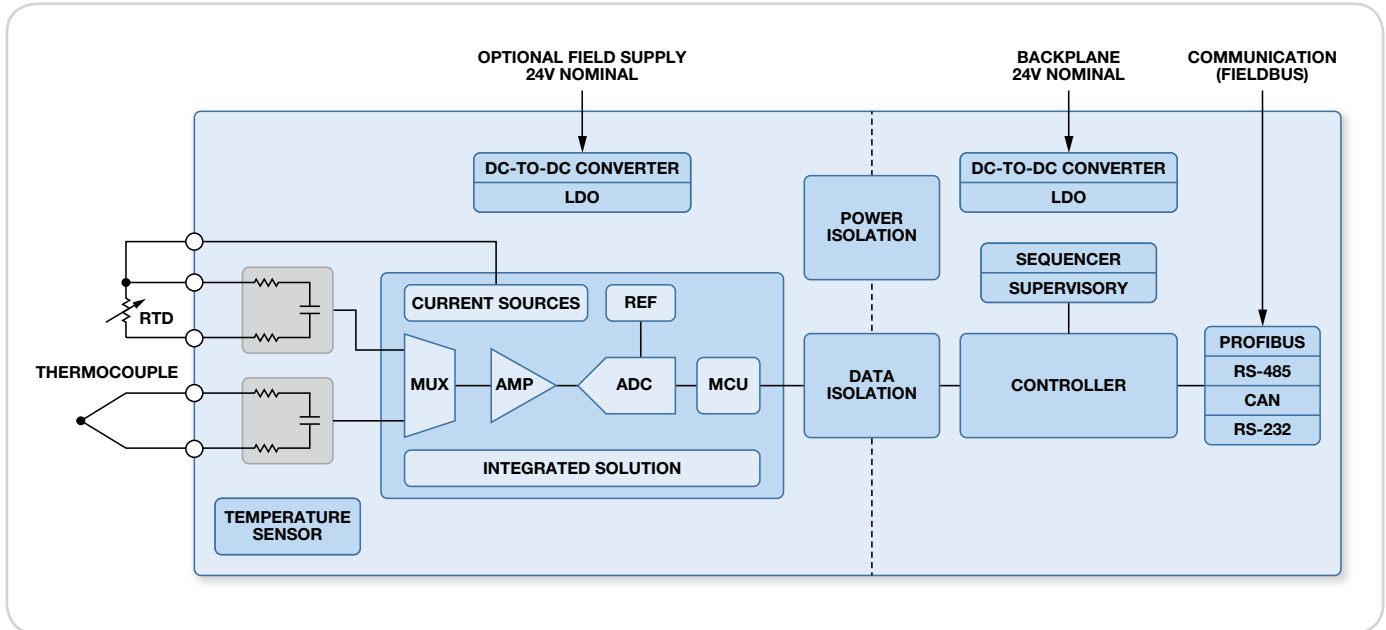 OPTIONAL FIELD SUPPLY
24V NOMINAL
BACKPLANE
24V NOMINAL
COMMUNICATION
(FIELDBUS)
DC-TO-DC CONVERTER
LDO
POWER
ISOLATION
DC-TO-DC CONVERTER
LDO
SEQUENCER
SUPERVISORY
RTD
THERMOCOUPLE
CURRENT SOURCES
REF
MUX
AMP
ADC
MCU
INTEGRATED SOLUTION
DATA
ISOLATION
CONTROLLER
PROFIBUS
RS-485
CAN
RS-232
TEMPERATURE
SENSOR